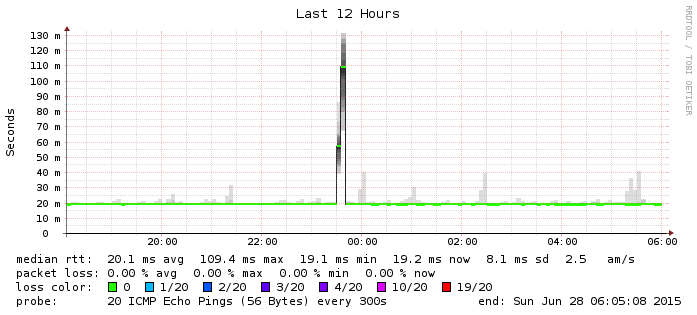 Last 12 Hours
RRDTOOL / TOBI OETIKER
Seconds
130 m
120 m
110 m
100 m
90 m
80 m
70 m
60 m
50 m
40 m
30 m
20 m
10 m
0
20:00 22:00 00:00 02:00 04:00 06:00
median rtt: 20.1 ms avg 109.4 ms max 19.1 ms min 19.2 ms now 8.1 ms sd 2.5 am/s
packet loss: 0.00 % avg 0.00 % max 0.00 % min 0.00 % now
loss color: 0 1/20 2/20 3/20 4/20 10/20 19/20
probe: 20 ICMP Echo Pings (56 Bytes) every 300s end: Sun Jun 28 06:05:08 2015